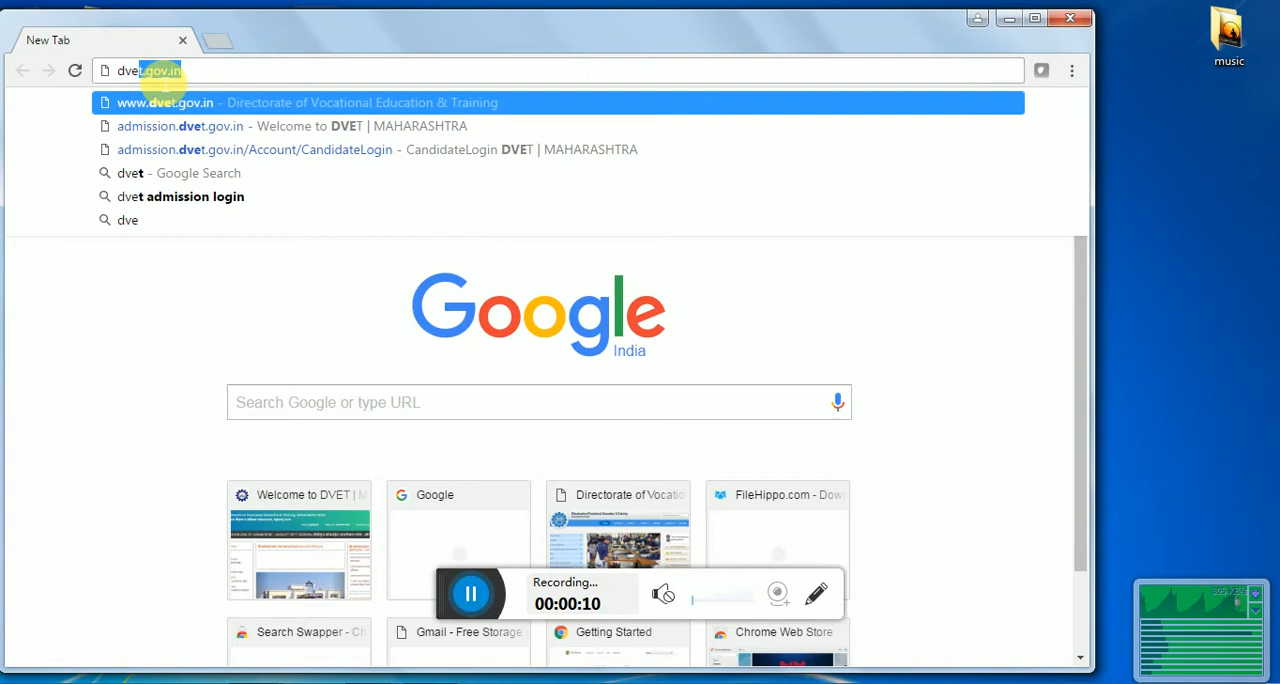 New Tab
music
dvet.gov.in
www.dvet.gov.in - Directorate of Vocational Education & Training
admission.dvet.gov.in - Welcome to DVET | MAHARASHTRA
admission.dvet.gov.in/Account/CandidateLogin - CandidateLogin DVET | MAHARASHTRA
dvet - Google Search
dvet admission login
dve
Google
India
Search Google or type URL
Welcome to DVET | M
Google
Directorate of Vocatio
FileHippo.com - Dow
Recording...
00:00:10
305 KB/s
Search Swapper - Ch
Gmail - Free Storage
Getting Started
Chrome Web Store